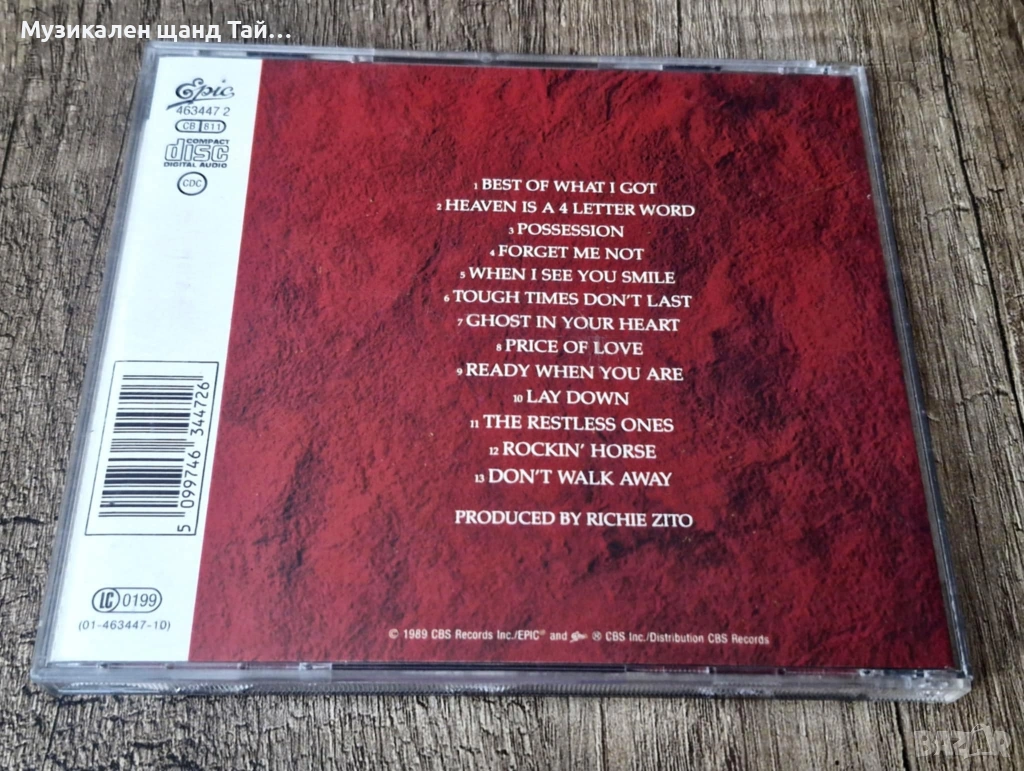 Музикален щанд Тай...
Epic
463447 2
CB 811
COMPACT
disc
DIGITAL AUDIO
CDC
1 BEST OF WHAT I GOT
2 HEAVEN IS A 4 LETTER WORD
3 POSSESSION
4 FORGET ME NOT
5 WHEN I SEE YOU SMILE
6 TOUGH TIMES DON'T LAST
7 GHOST IN YOUR HEART
8 PRICE OF LOVE
9 READY WHEN YOU ARE
10 LAY DOWN
11 THE RESTLESS ONES
12 ROCKIN' HORSE
13 DON'T WALK AWAY
PRODUCED BY RICHIE ZITO
5 099746 344726
LC 0199
(01-463447-10)
© 1989 CBS Records Inc./EPIC® and Epic ® CBS Inc./Distribution CBS Records
BAZAR